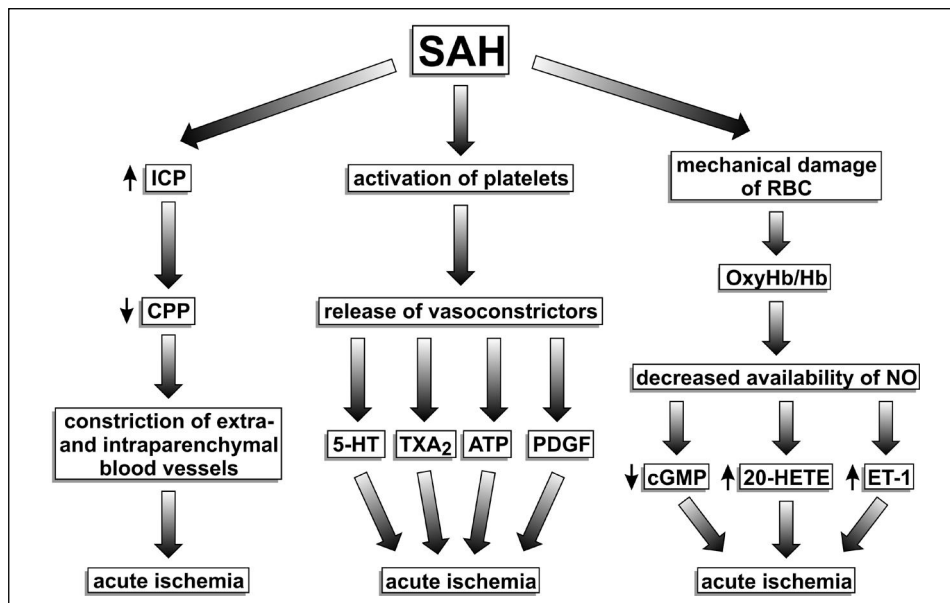 SAH
ICP
activation of platelets
mechanical damage
of RBC
OxyHb/Hb
CPP
release of vasoconstrictors
decreased availability of NO
constriction of extra-
and intraparenchymal
blood vessels
5-HT
TXA₂
ATP
PDGF
cGMP
20-HETE
ET-1
acute ischemia
acute ischemia
acute ischemia